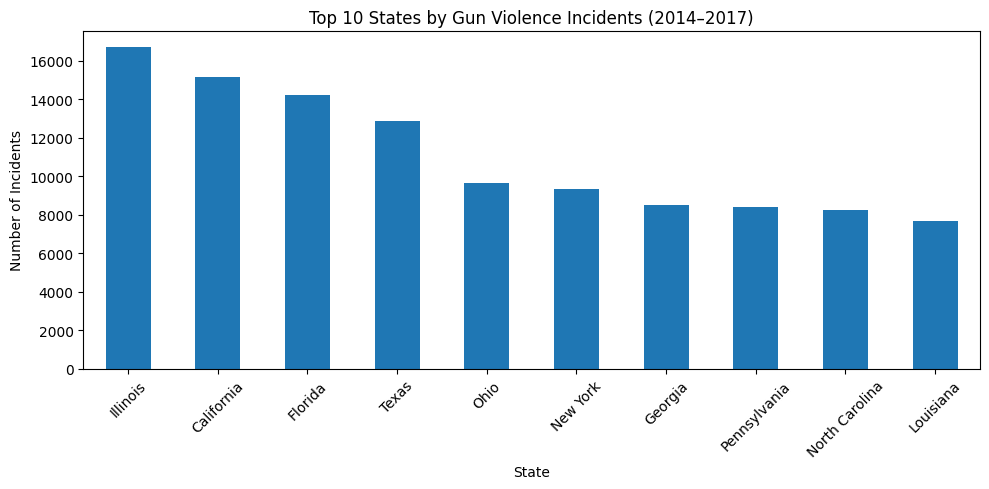 Top 10 States by Gun Violence Incidents (2014–2017)
Number of Incidents
16000
14000
12000
10000
8000
6000
4000
2000
0
Illinois
California
Florida
Texas
Ohio
New York
Georgia
Pennsylvania
North Carolina
Louisiana
State